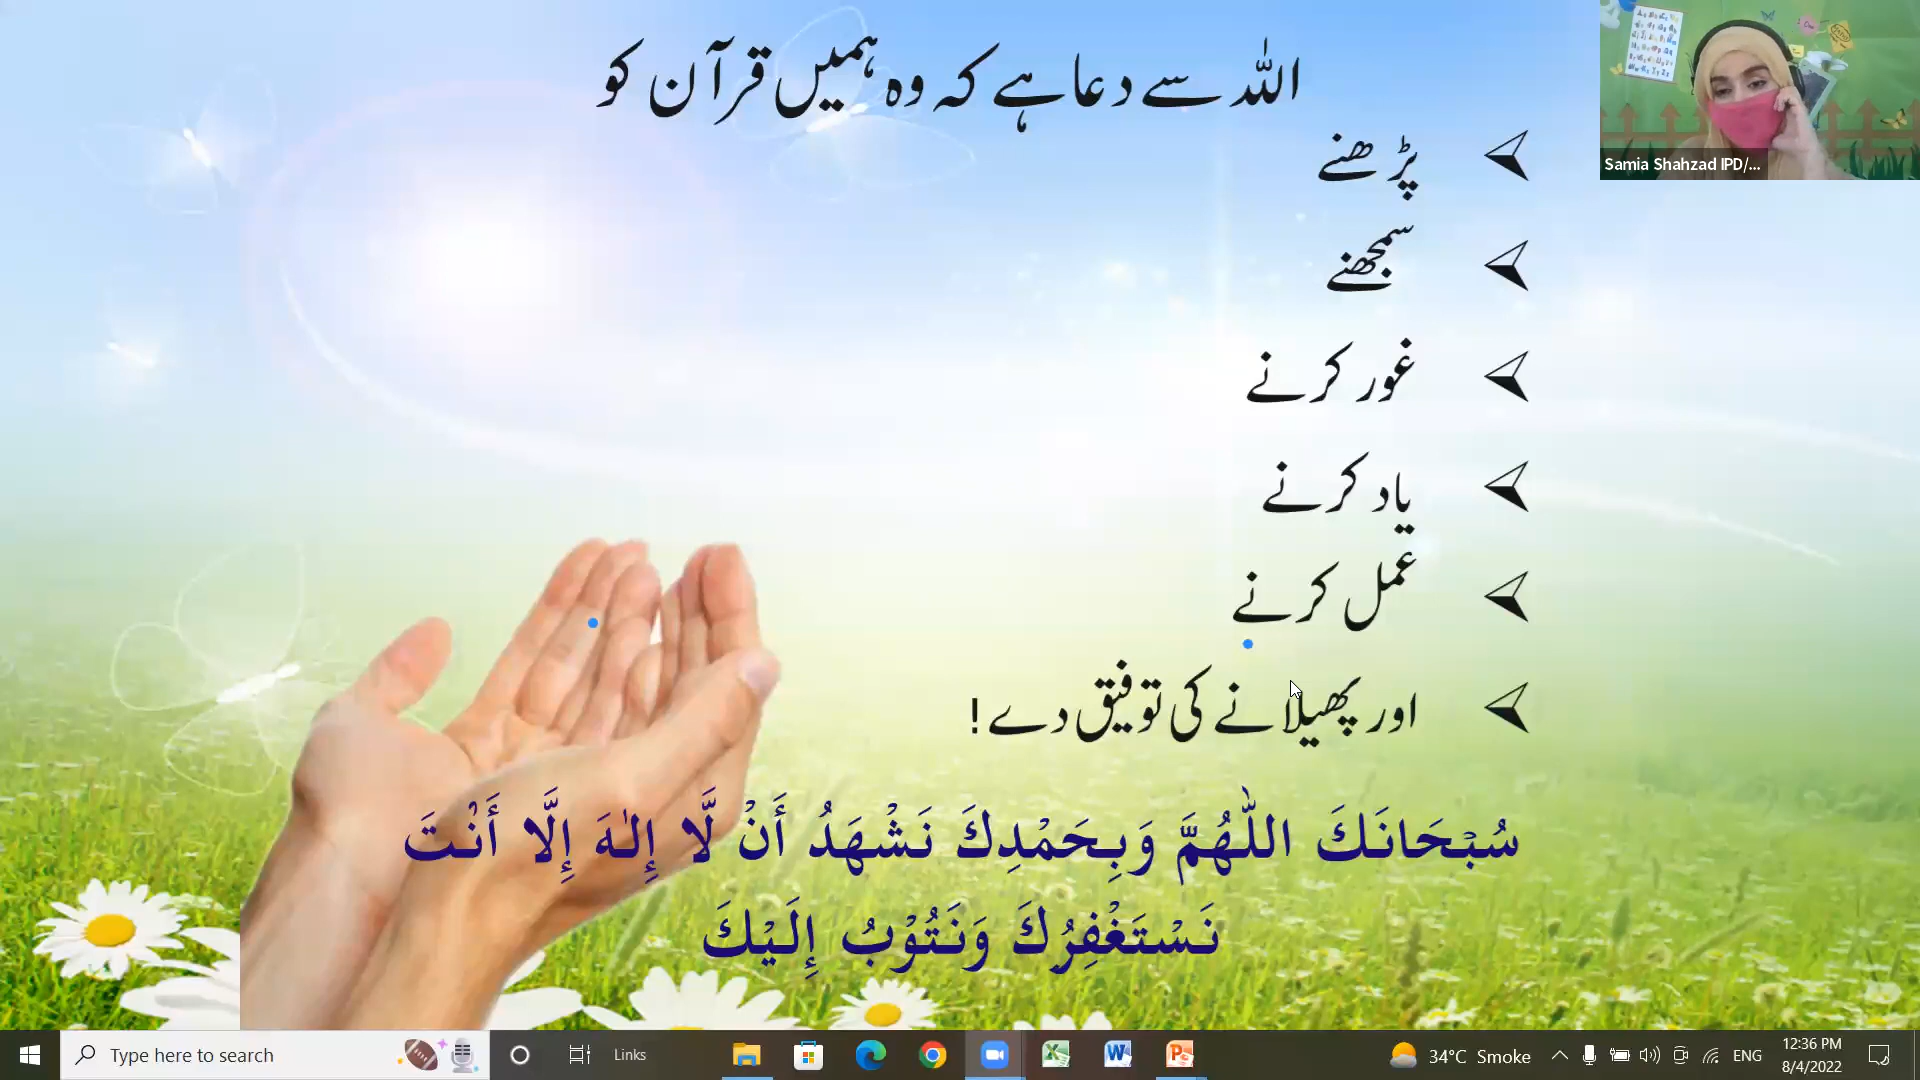 اللہ سے دعا ہے کہ وہ ہمیں قرآن کو
پڑھنے
سمجھنے
غور کرنے
یاد کرنے
عمل کرنے
اور پھیلانے کی توفیق دے!
سُبْحَانَكَ اللّٰهُمَّ وَبِحَمْدِكَ نَشْهَدُ أَنْ لَّا إِلٰهَ إِلَّا أَنْتَ
نَسْتَغْفِرُكَ وَنَتُوْبُ إِلَيْكَ
Samia Shahzad IPD/...
Type here to search
Links
34°C Smoke
ENG
12:36 PM
8/4/2022